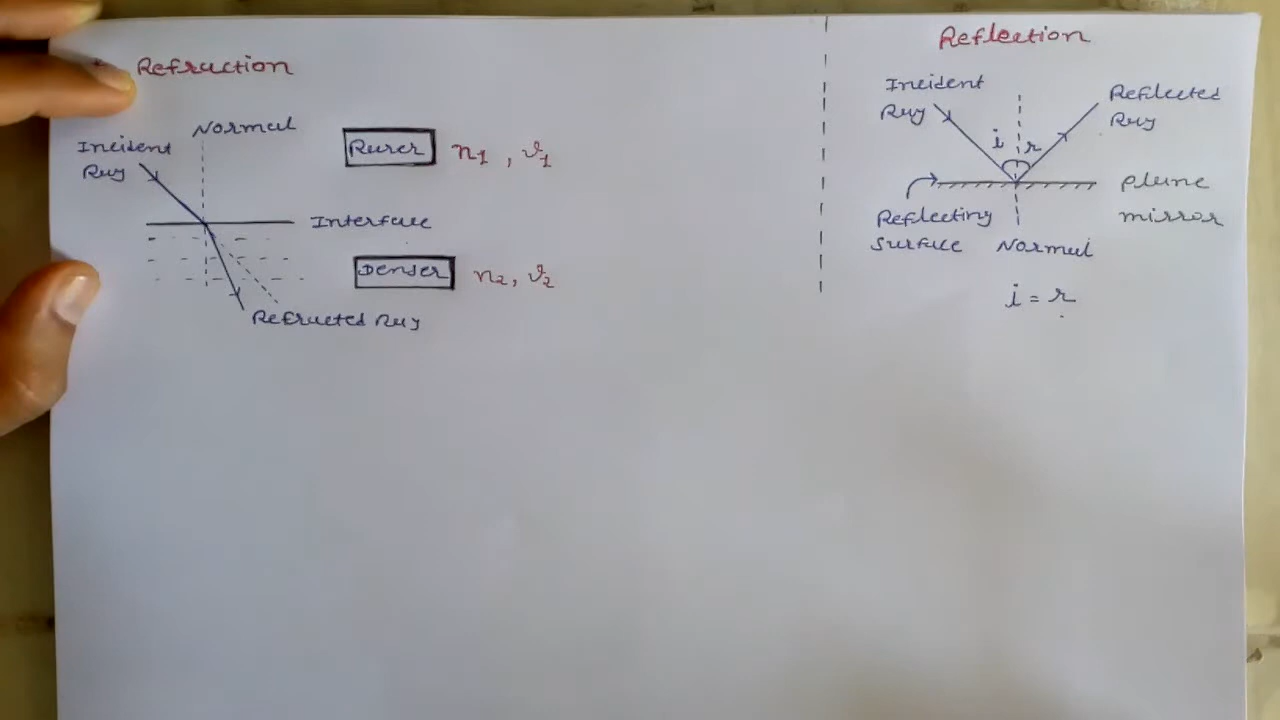 Refraction
Normal
Incident
Ray
Rarer n1 , v1
Interface
Denser n2, v2
Refracted Ray
Reflection
Incident
Ray
Reflected
Ray
i r
plane
mirror
Reflecting
surface
Normal
i = r